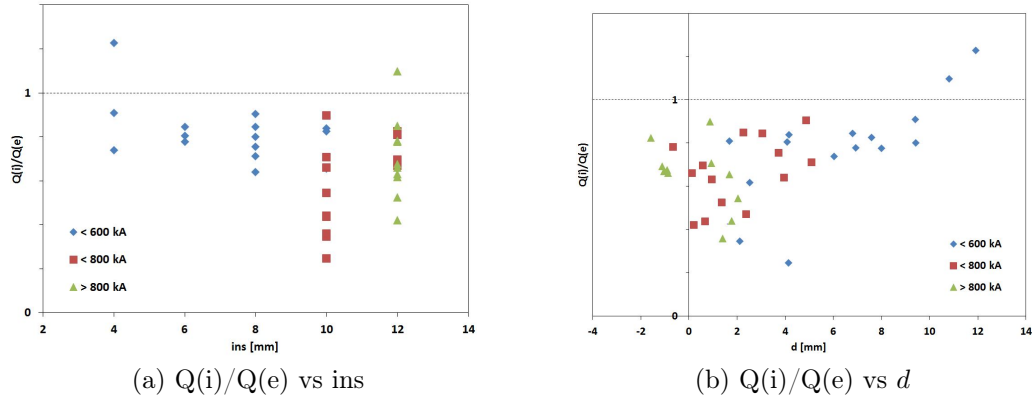 Q(i)/Q(e)
1
0
< 600 kA
< 800 kA
> 800 kA
2 4 6 8 10 12 14
ins [mm]
(a) Q(i)/Q(e) vs ins
Q(i)/Q(e)
1
0
< 600 kA
< 800 kA
> 800 kA
-4 -2 0 2 4 6 8 10 12 14
d [mm]
(b) Q(i)/Q(e) vs d